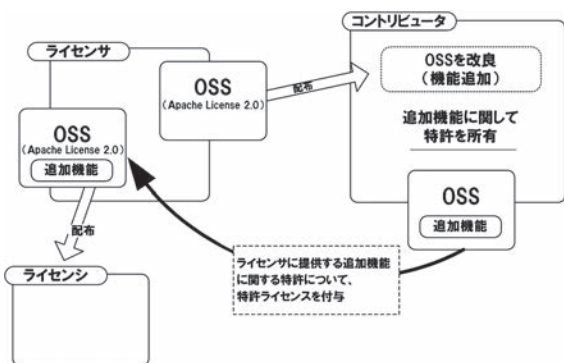 コントリビュータ
ライセンサ
OSS
(Apache License 2.0)
配布
OSSを改良
(機能追加)
追加機能に関して
特許を所有
OSS
(Apache License 2.0)
追加機能
OSS
追加機能
配布
ライセンサに提供する追加機能
に関する特許について、
特許ライセンスを付与
ライセンシ